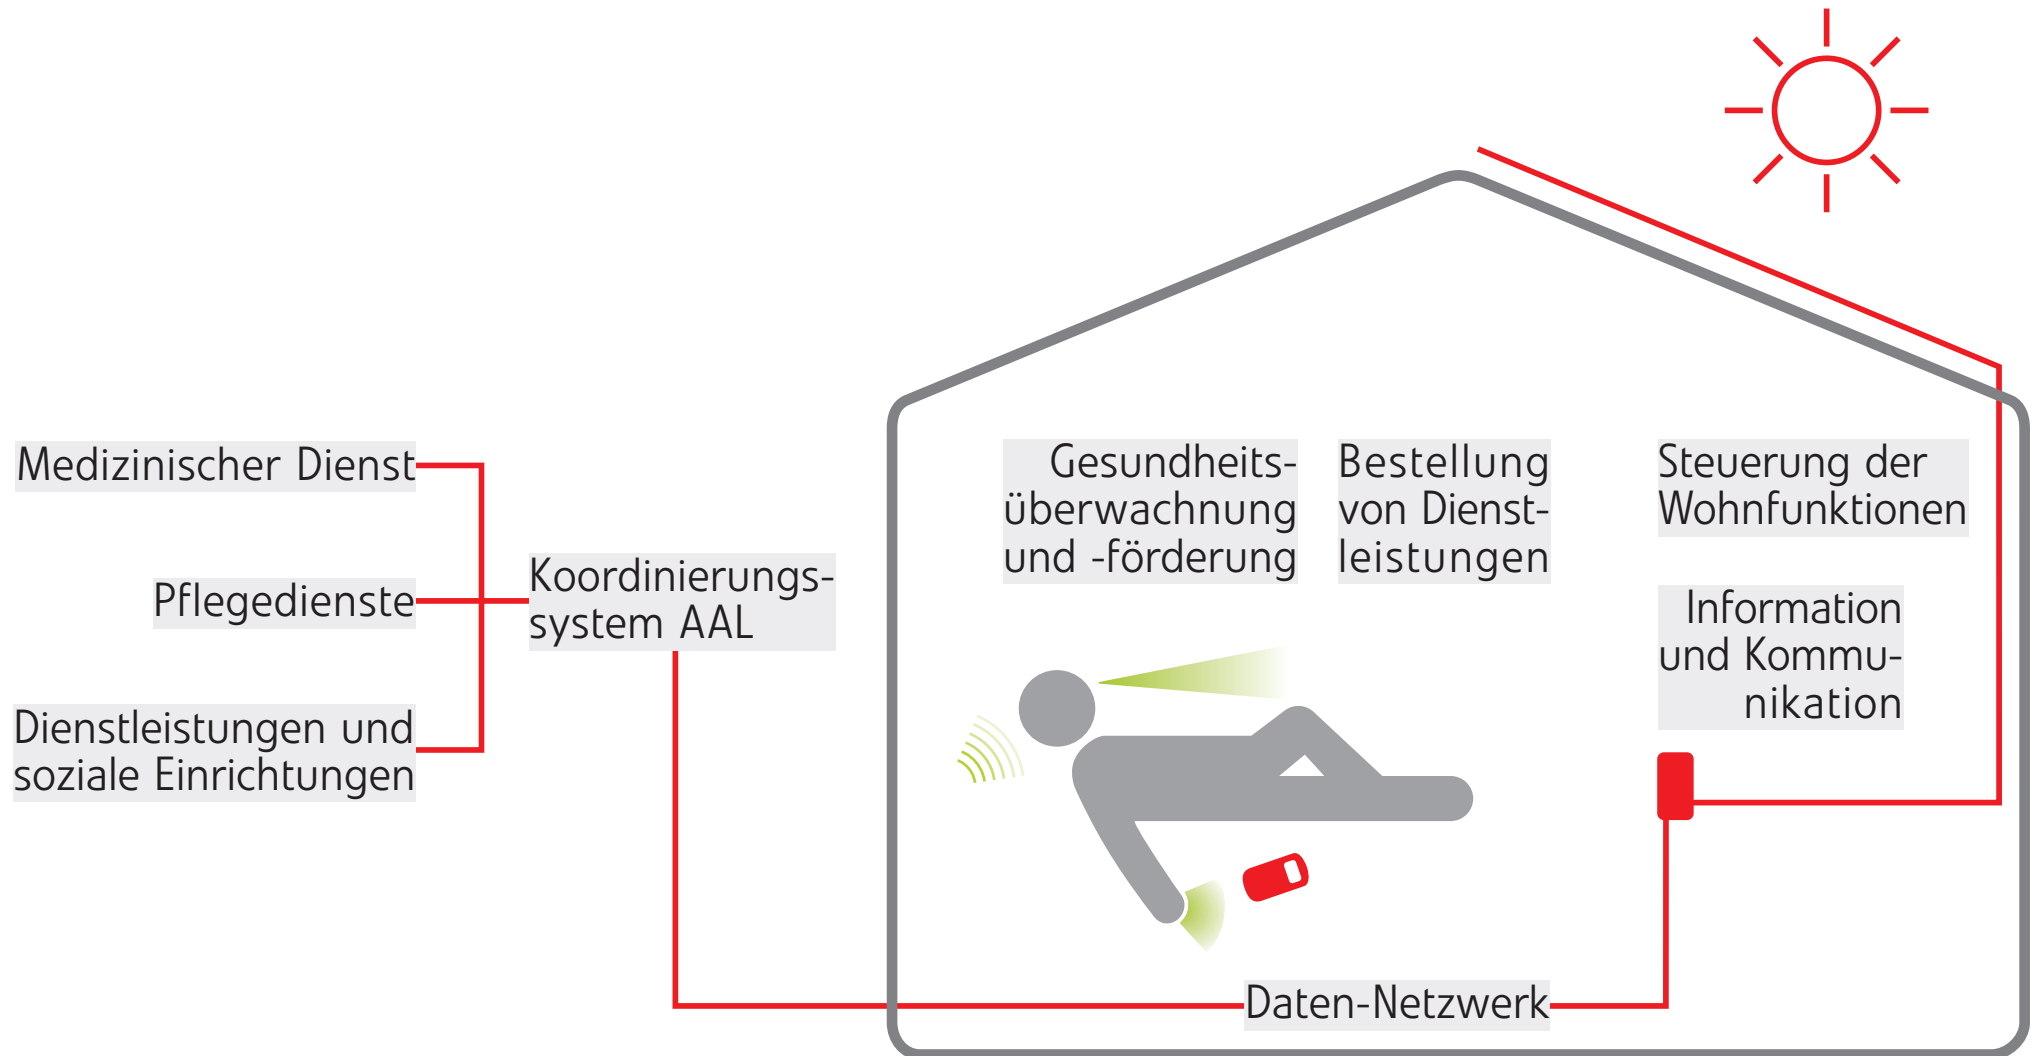 Medizinischer Dienst
Pflegedienste
Dienstleistungen und
soziale Einrichtungen
Koordinierungs-
system AAL
Gesundheits-
überwachnung
und -förderung
Bestellung
von Dienst-
leistungen
Steuerung der
Wohnfunktionen
Information
und Kommu-
nikation
Daten-Netzwerk